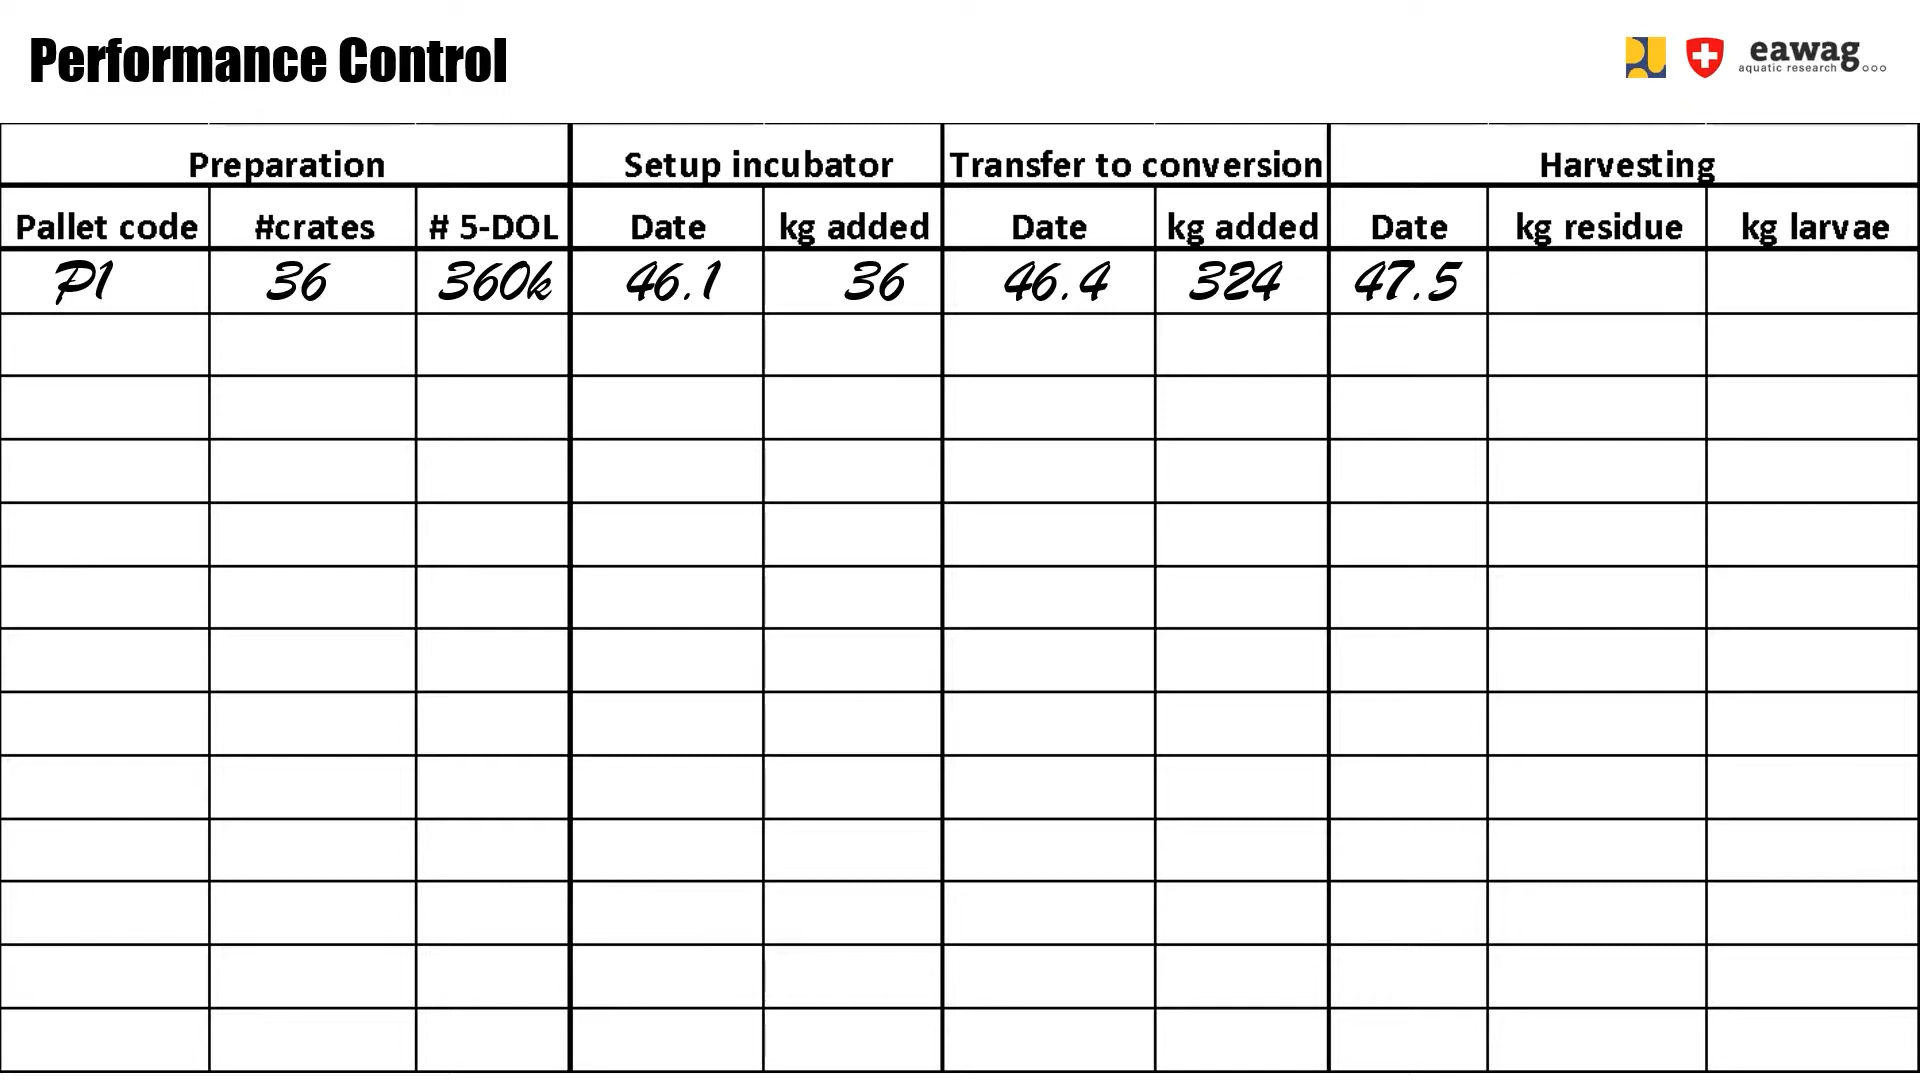 Performance Control
eawag
aquatic research
Preparation Setup incubator Transfer to conversion Harvesting
Pallet code #crates # 5-DOL Date kg added Date kg added Date kg residue kg larvae
P1 36 360k 46.1 36 46.4 324 47.5